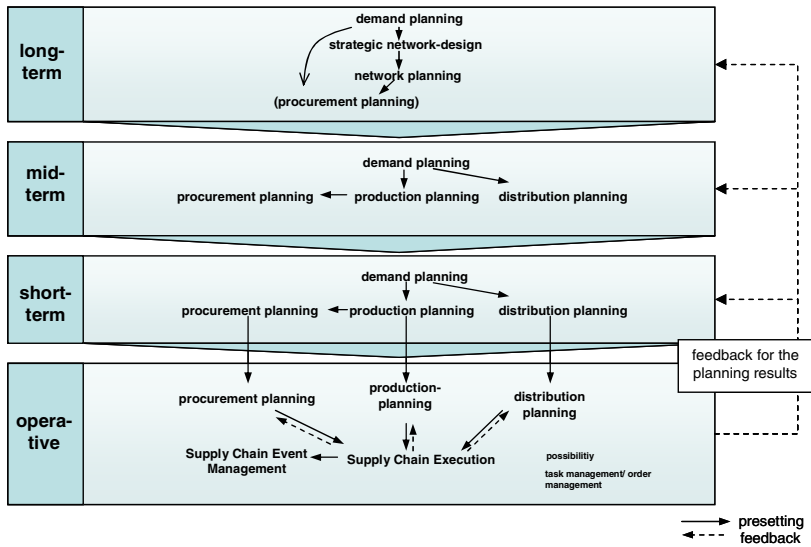 long-
term
demand planning
strategic network-design
network planning
(procurement planning)
mid-
term
demand planning
procurement planning
production planning
distribution planning
short-
term
demand planning
procurement planning
production planning
distribution planning
feedback for the
planning results
opera-
tive
procurement planning
production-
planning
distribution
planning
Supply Chain Event
Management
Supply Chain Execution
possibilitiy
task management/ order
management
presetting
feedback